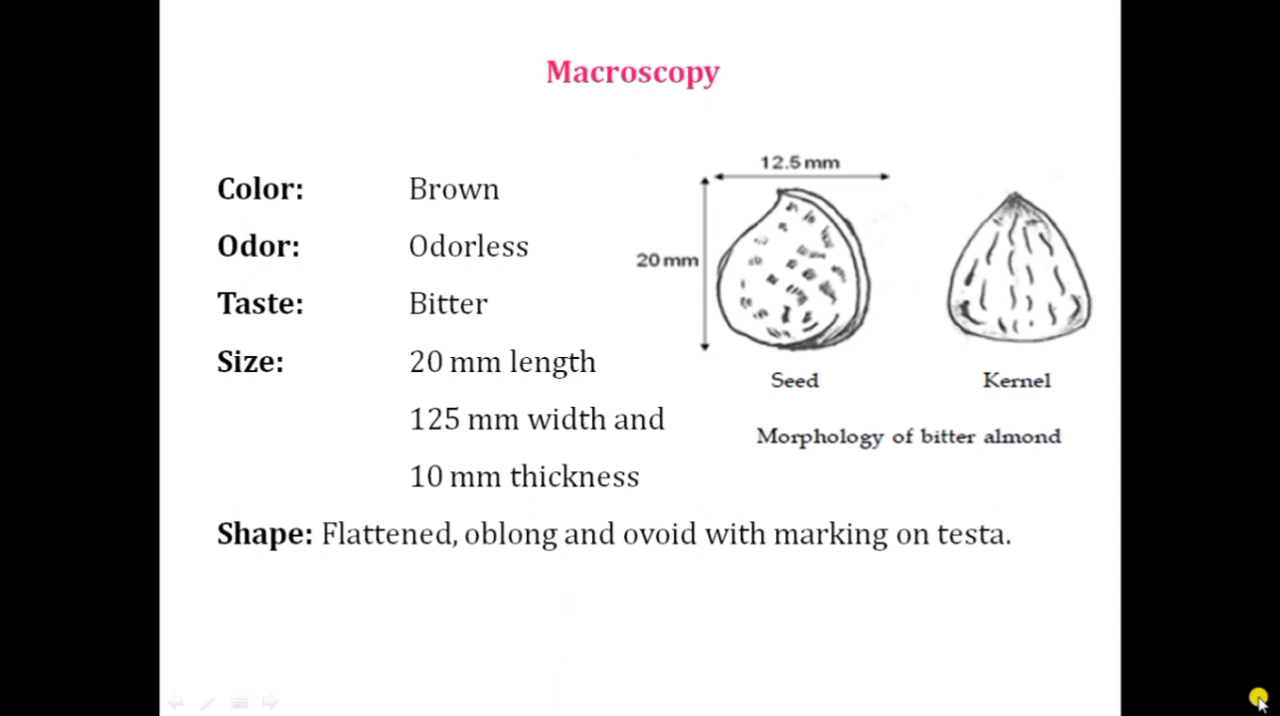 Macroscopy
Color: Brown
Odor: Odorless
Taste: Bitter
Size: 20 mm length
125 mm width and
10 mm thickness
Shape: Flattened, oblong and ovoid with marking on testa.
12.5 mm
20 mm
Seed
Kernel
Morphology of bitter almond